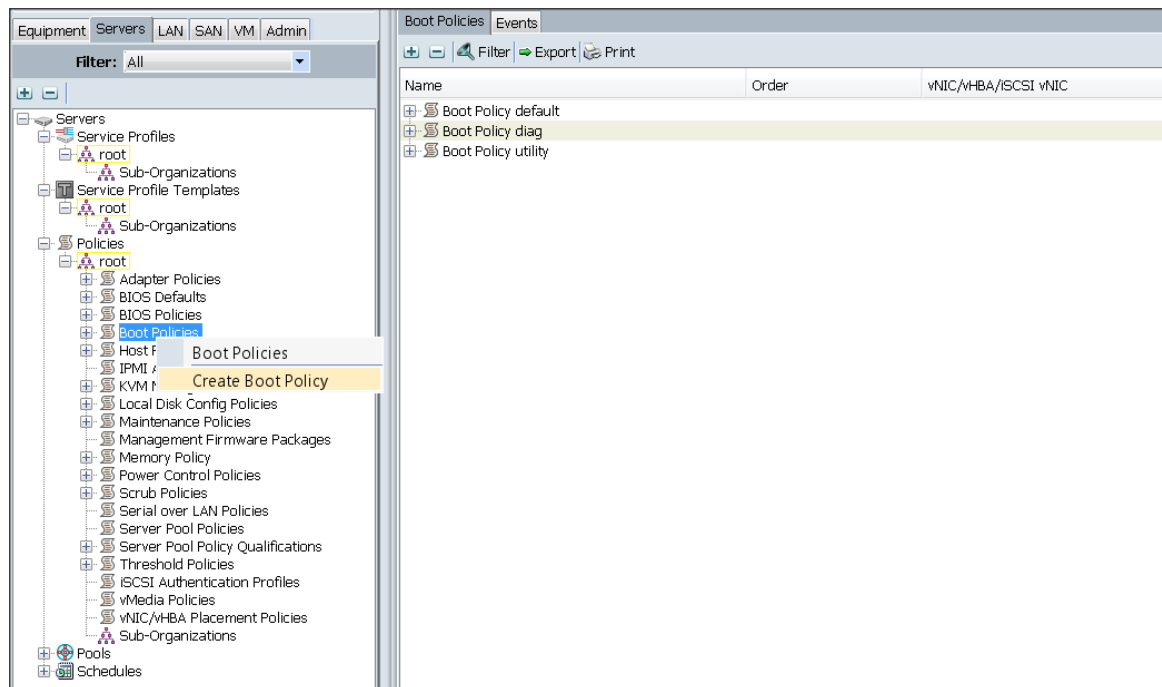 Equipment Servers LAN SAN VM Admin
Filter: All
Servers
Service Profiles
root
Sub-Organizations
Service Profile Templates
root
Sub-Organizations
Policies
root
Adapter Policies
BIOS Defaults
BIOS Policies
Boot Policies
Host F
IPMI
KVM
Local Disk Config Policies
Maintenance Policies
Management Firmware Packages
Memory Policy
Power Control Policies
Scrub Policies
Serial over LAN Policies
Server Pool Policies
Server Pool Policy Qualifications
Threshold Policies
iSCSI Authentication Profiles
vMedia Policies
vNIC/vHBA Placement Policies
Sub-Organizations
Pools
Schedules
Boot Policies
Create Boot Policy
Boot Policies Events
Filter Export Print
Name Order vNIC/vHBA/iSCSI vNIC
Boot Policy default
Boot Policy diag
Boot Policy utility